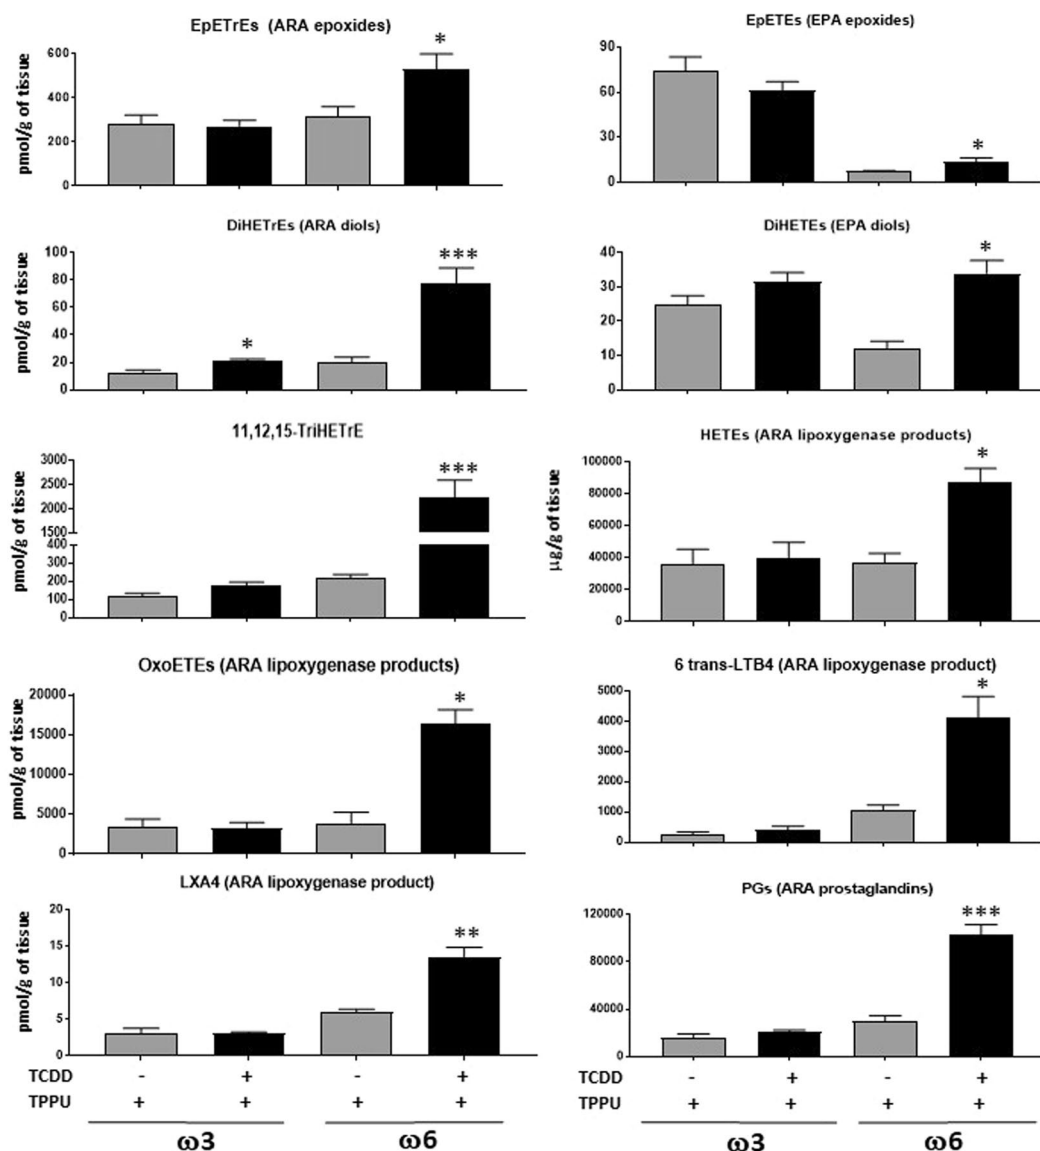 EpETrEs (ARA epoxides)
pmol/g of tissue
600
400
200
0
*
EpETEs (EPA epoxides)
90
60
30
0
*
DiHETrEs (ARA diols)
pmol/g of tissue
100
80
60
40
20
0
*
***
DiHETEs (EPA diols)
40
30
20
10
0
*
11,12,15-TriHETrE
pmol/g of tissue
3000
2500
2000
1500
400
300
200
100
0
***
HETEs (ARA lipoxygenase products)
µg/g of tissue
100000
80000
60000
40000
20000
0
*
OxoETEs (ARA lipoxygenase products)
pmol/g of tissue
20000
15000
10000
5000
0
*
6 trans-LTB4 (ARA lipoxygenase product)
5000
4000
3000
2000
1000
0
*
LXA4 (ARA lipoxygenase product)
pmol/g of tissue
20
15
10
5
0
**
PGs (ARA prostaglandins)
120000
80000
40000
0
***
TCDD - + - +
TPPU + + + +
ω3 ω6
TCDD - + - +
TPPU + + + +
ω3 ω6